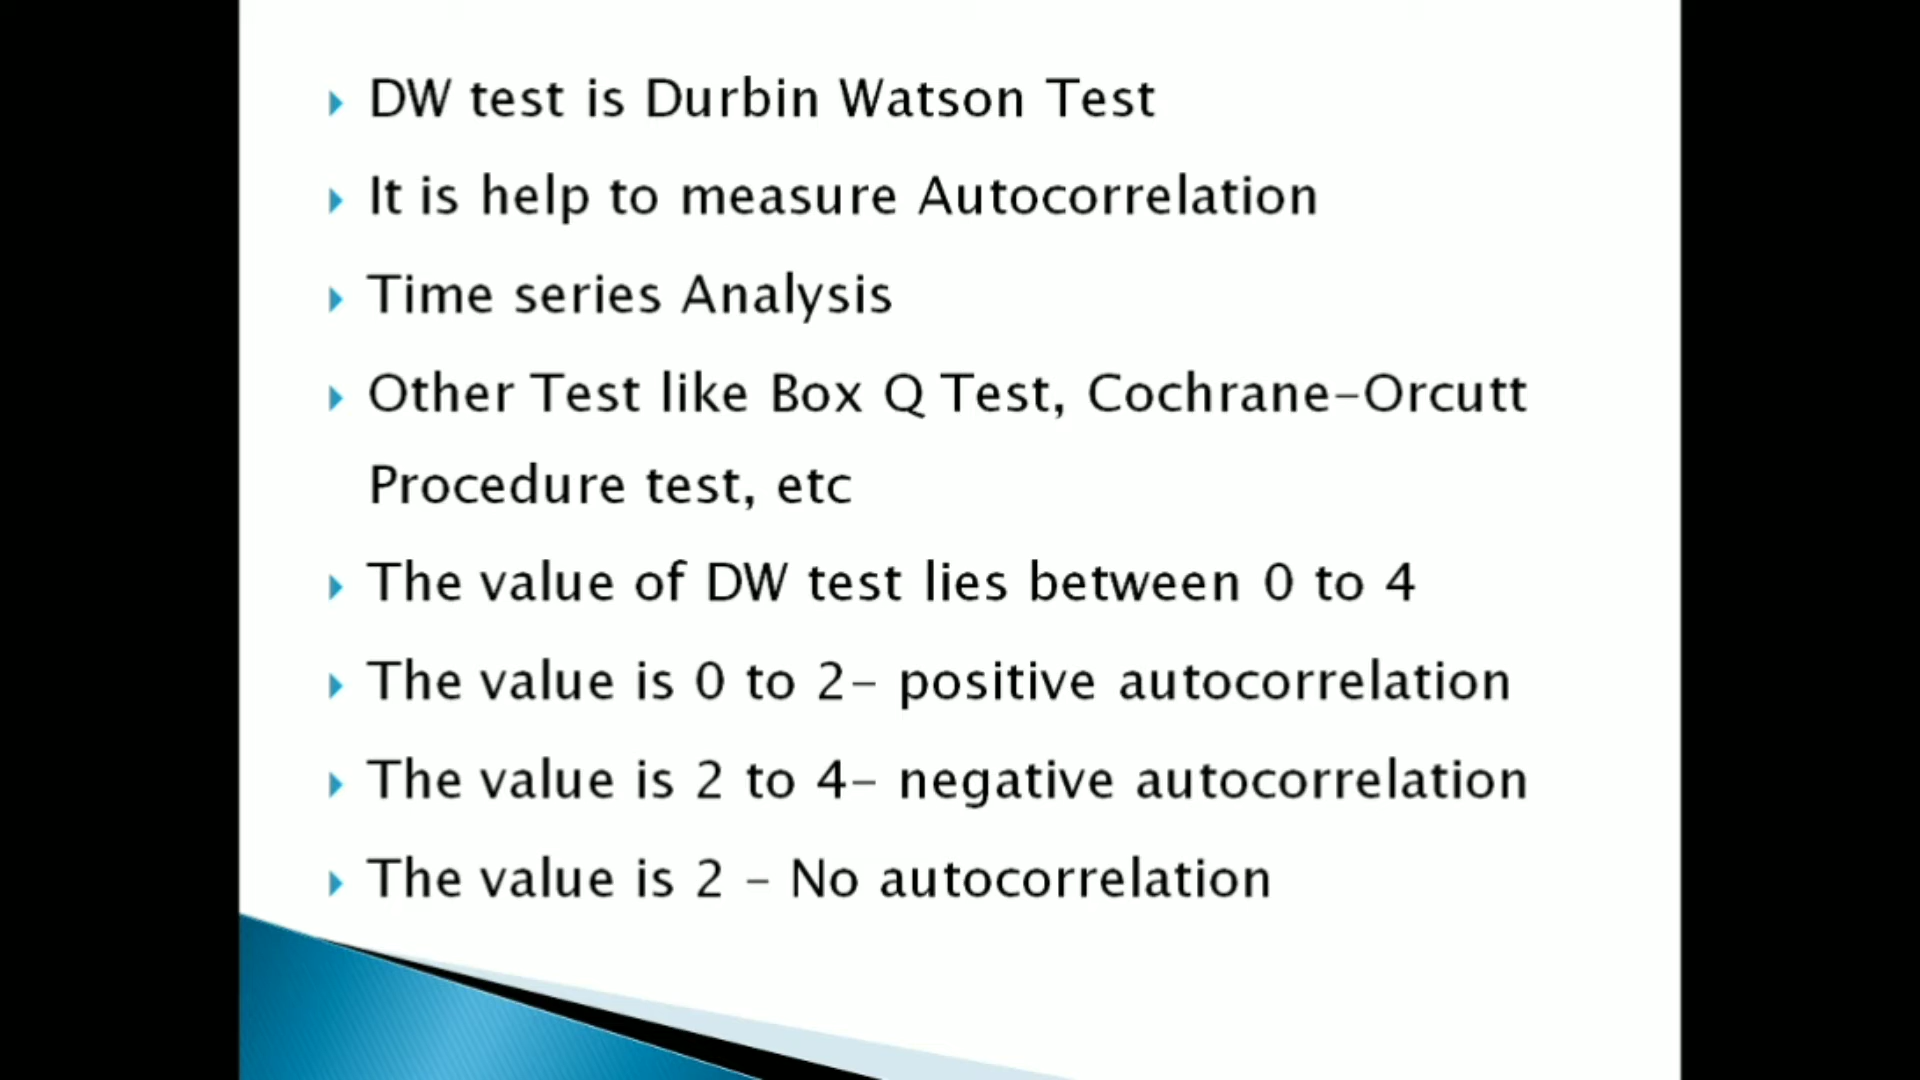 DW test is Durbin Watson Test
It is help to measure Autocorrelation
Time series Analysis
Other Test like Box Q Test, Cochrane-Orcutt
Procedure test, etc
The value of DW test lies between 0 to 4
The value is 0 to 2- positive autocorrelation
The value is 2 to 4- negative autocorrelation
The value is 2 - No autocorrelation